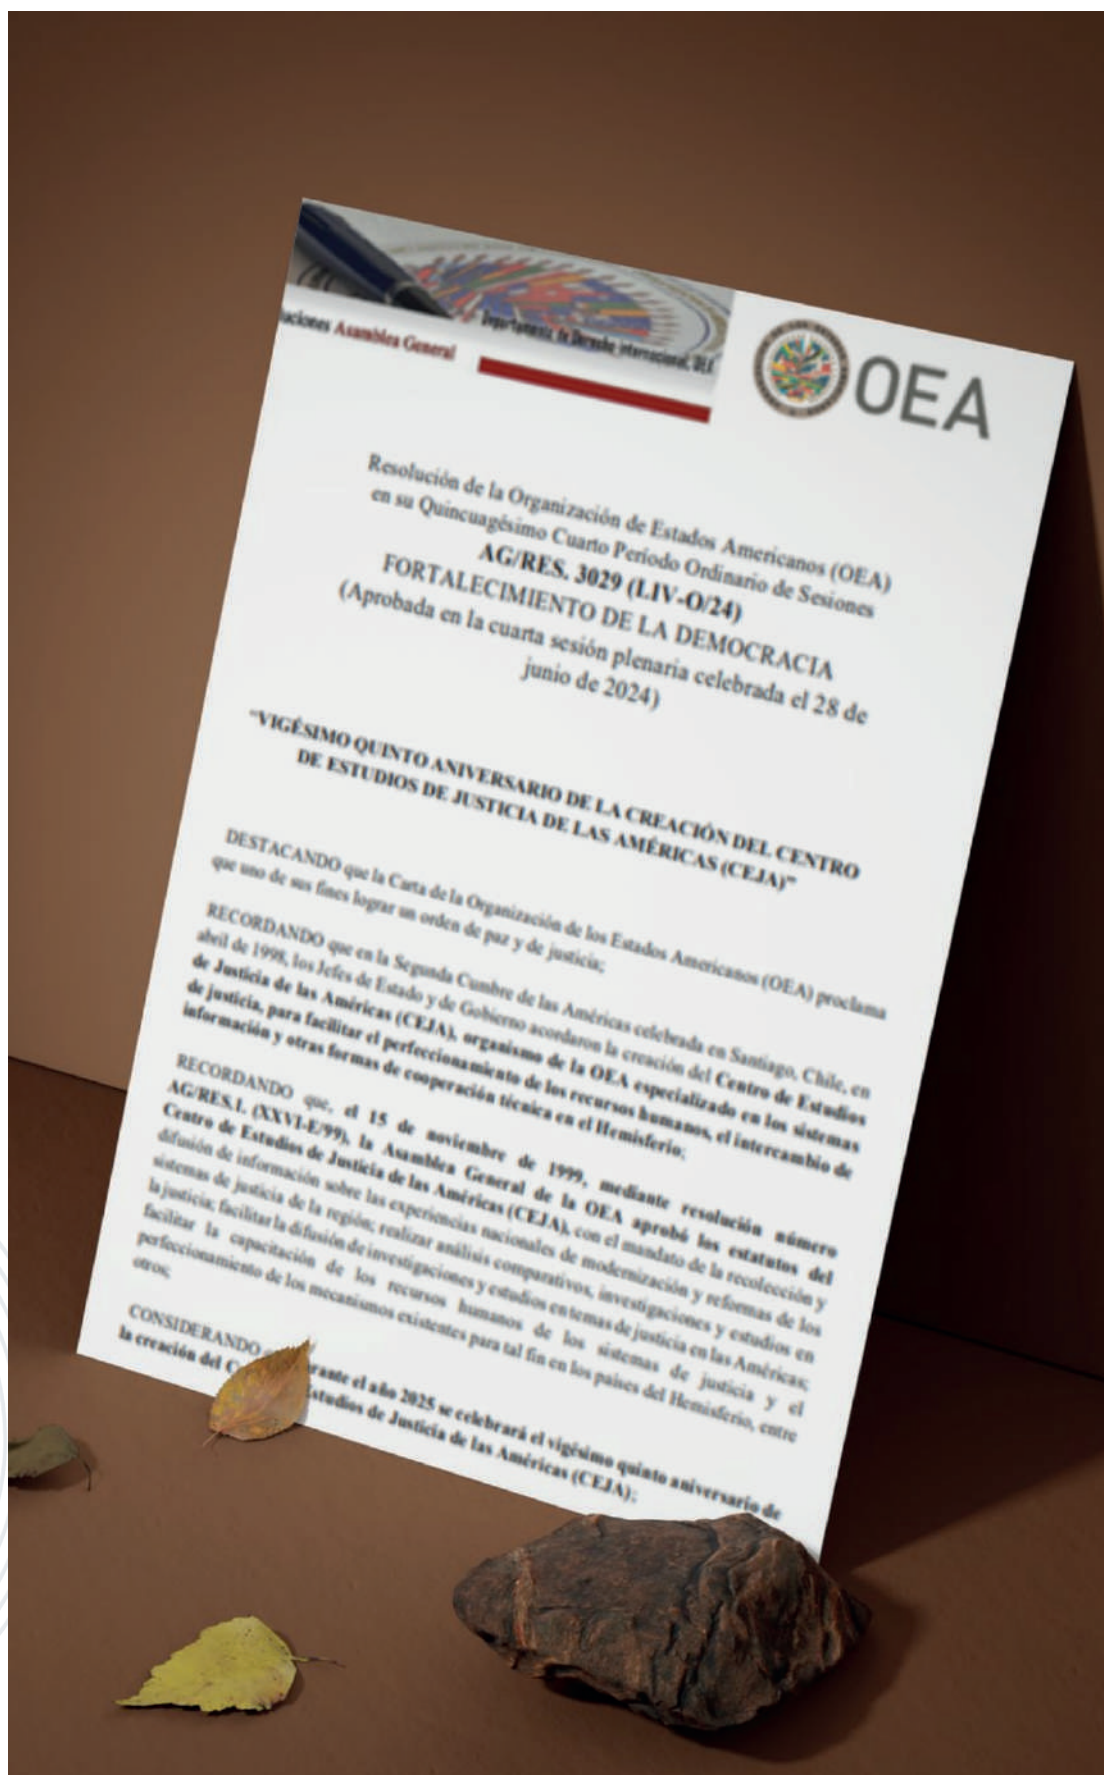 aciones Asamblea General
Departamento de Derecho internacional, OEA
OEA
Resolución de la Organización de Estados Americanos (OEA)
en su Quincuagésimo Cuarto Periodo Ordinario de Sesiones
AG/RES. 3029 (LIV-O/24)
FORTALECIMIENTO DE LA DEMOCRACIA
(Aprobada en la cuarta sesión plenaria celebrada el 28 de
junio de 2024)
"VIGÉSIMO QUINTO ANIVERSARIO DE LA CREACIÓN DEL CENTRO
DE ESTUDIOS DE JUSTICIA DE LAS AMÉRICAS (CEJA)"
DESTACANDO que la Carta de la Organización de los Estados Americanos (OEA) proclama
que uno de sus fines lograr un orden de paz y de justicia;
RECORDANDO que en la Segunda Cumbre de las Américas celebrada en Santiago, Chile, en
abril de 1998, los Jefes de Estado y de Gobierno acordaron la creación del Centro de Estudios
de Justicia de las Américas (CEJA), organismo de la OEA especializado en los sistemas
de justicia, para facilitar el perfeccionamiento de los recursos humanos, el intercambio de
información y otras formas de cooperación técnica en el Hemisferio;
RECORDANDO que, el 15 de noviembre de 1999, mediante resolución número
AG/RES.1. (XXVI-E/99), la Asamblea General de la OEA aprobó los estatutos del
Centro de Estudios de Justicia de las Américas (CEJA), con el mandato de la recolección y
difusión de información sobre las experiencias nacionales de modernización y reformas de los
sistemas de justicia de la región; realizar análisis comparativos, investigaciones y estudios en
la justicia; facilitar la difusión de investigaciones y estudios en temas de justicia en las Américas;
facilitar la capacitación de los recursos humanos de los sistemas de justicia y el
perfeccionamiento de los mecanismos existentes para tal fin en los países del Hemisferio, entre
otros;
CONSIDERANDO rante el año 2025 se celebrará el vigésimo quinto aniversario de
la creación del C Estudios de Justicia de las Américas (CEJA);